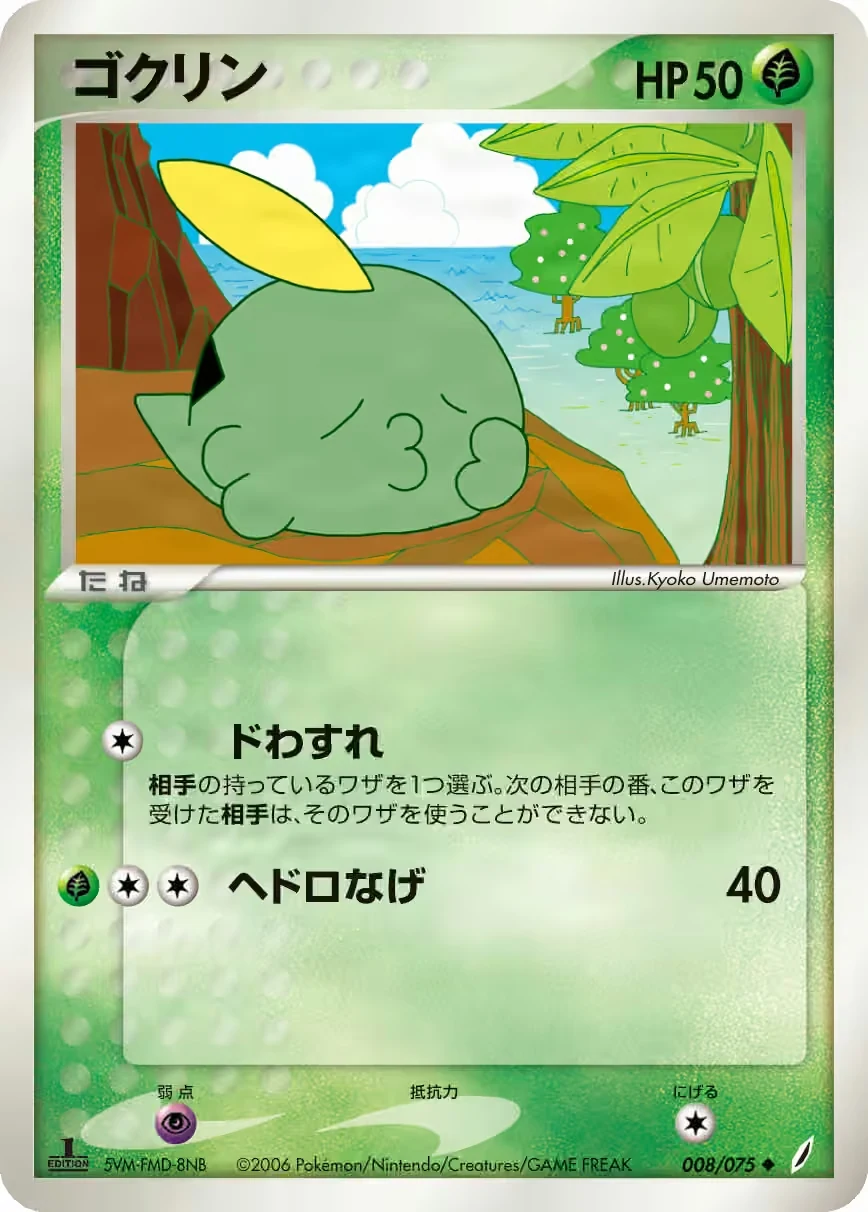 ゴクリン
HP50
たね
Illus.Kyoko Umemoto
ドわすれ
相手の持っているワザを1つ選ぶ。次の相手の番、このワザを
受けた相手は、そのワザを使うことができない。
ヘドロなげ 40
弱点 抵抗力 にげる
1 EDITION 5VM-FMD-8NB ©2006 Pokémon/Nintendo/Creatures/GAME FREAK 008/075 ◆